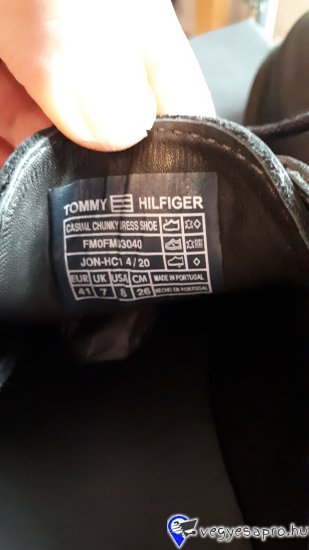 TOMMY HILFIGER
CASUAL CHUNKY DRESS SHOE
FM0FM03040
JON-HC1 4/20
EUR UK USA CM MADE IN PORTUGAL
41 7 8 26 HECHO EN PORTUGAL
vegyesapro.hu